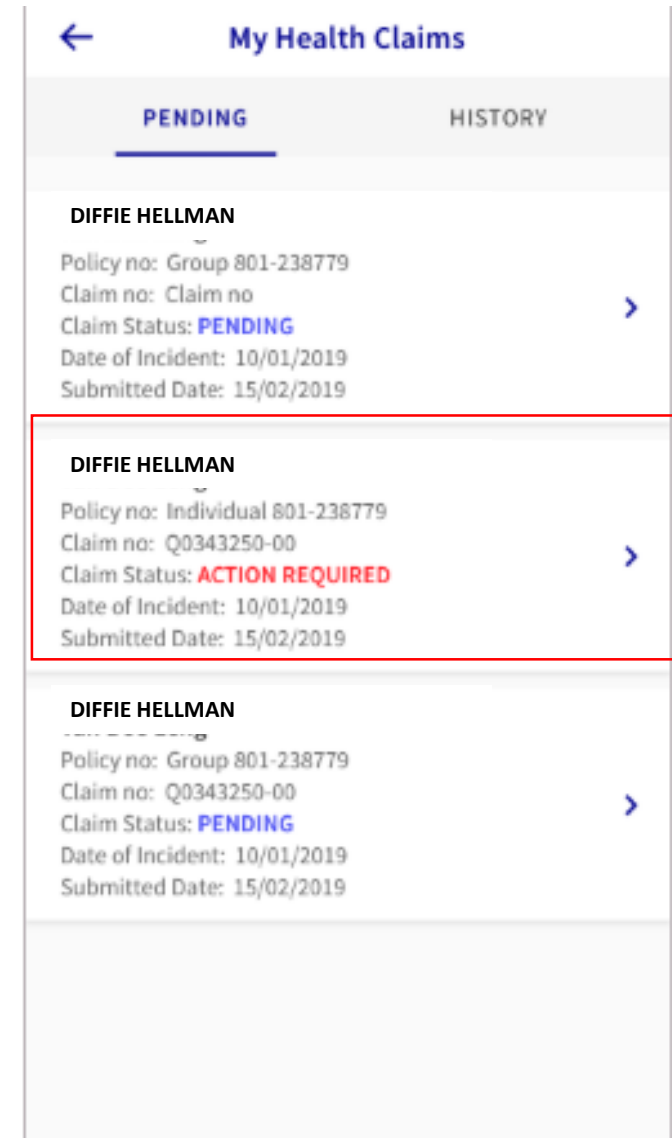 My Health Claims
PENDING HISTORY
DIFFIE HELLMAN
Policy no: Group 801-238779
Claim no: Claim no
Claim Status: PENDING
Date of Incident: 10/01/2019
Submitted Date: 15/02/2019
DIFFIE HELLMAN
Policy no: Individual 801-238779
Claim no: Q0343250-00
Claim Status: ACTION REQUIRED
Date of Incident: 10/01/2019
Submitted Date: 15/02/2019
DIFFIE HELLMAN
Policy no: Group 801-238779
Claim no: Q0343250-00
Claim Status: PENDING
Date of Incident: 10/01/2019
Submitted Date: 15/02/2019